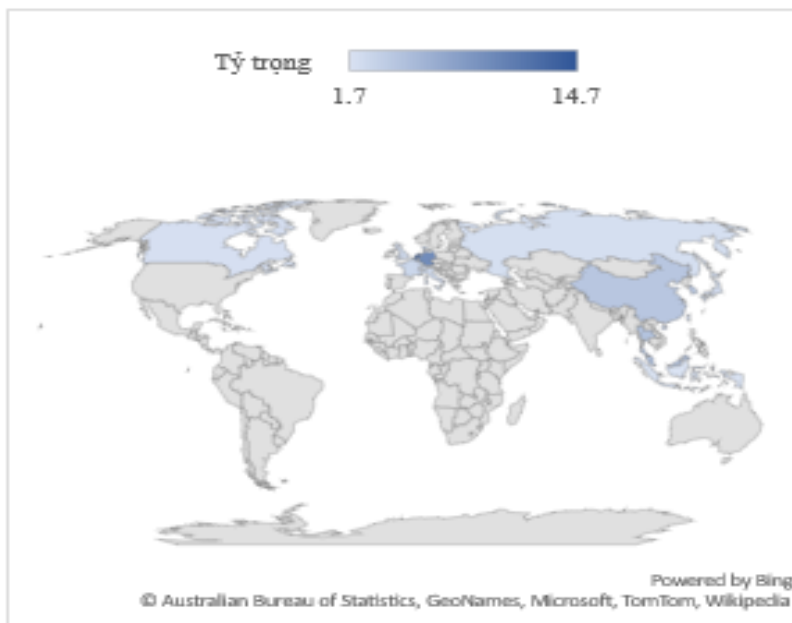 Tỷ trọng
1.7 14.7
Powered by Bing
© Australian Bureau of Statistics, GeoNames, Microsoft, TomTom, Wikipedia